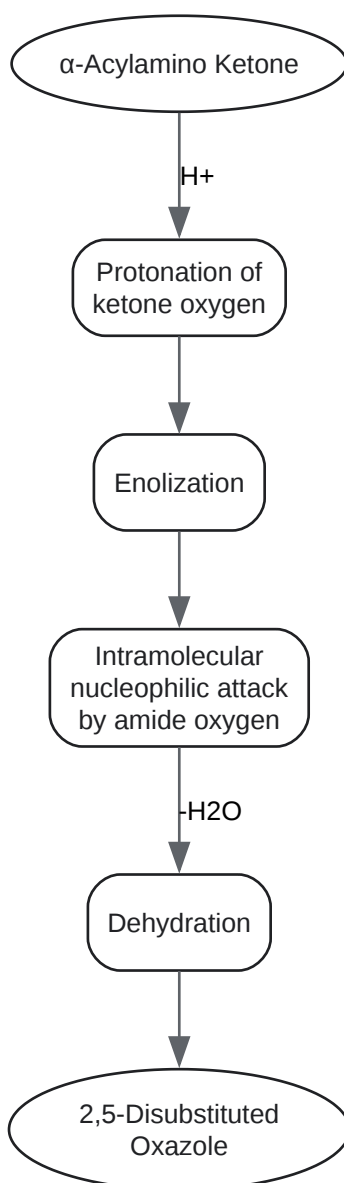 α-Acylamino Ketone
H+
Protonation of
ketone oxygen
Enolization
Intramolecular
nucleophilic attack
by amide oxygen
-H2O
Dehydration
2,5-Disubstituted
Oxazole